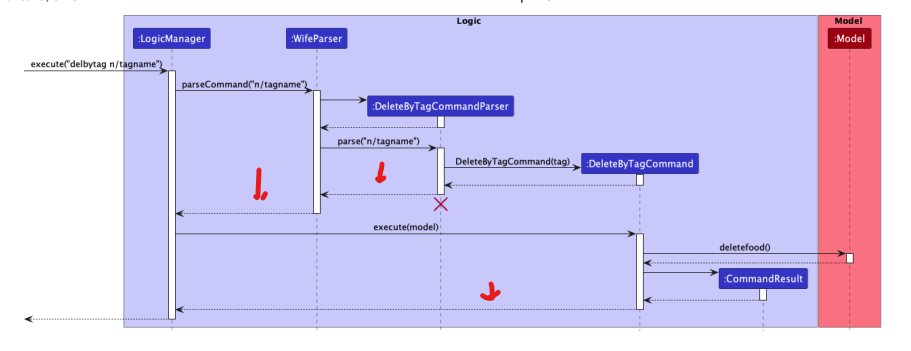 Logic
Model
:LogicManager
:WifeParser
:Model
execute("delbytag n/tagname")
parseCommand("n/tagname")
:DeleteByTagCommandParser
parse("n/tagname")
DeleteByTagCommand(tag)
:DeleteByTagCommand
execute(model)
deletefood()
:CommandResult